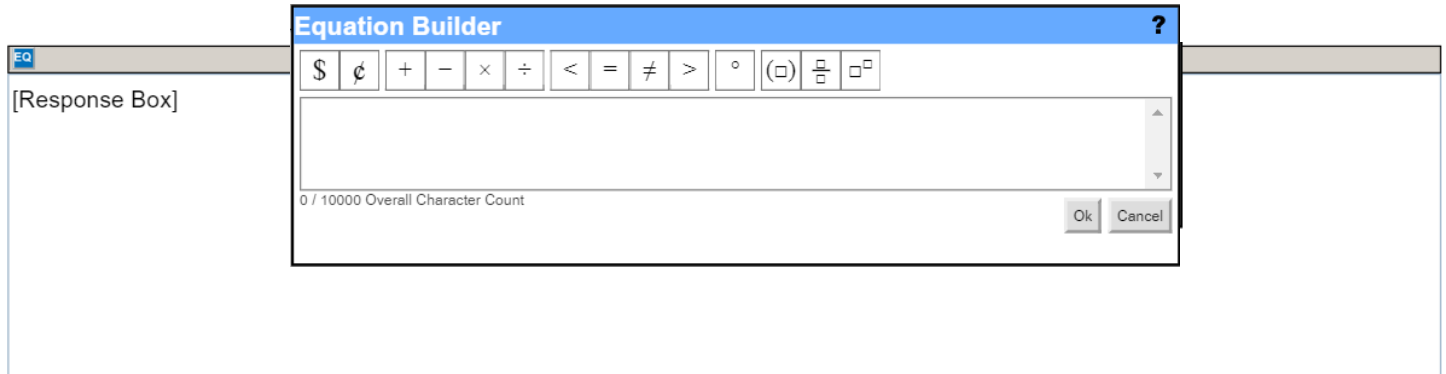 Equation Builder ?
EQ
$ ¢ + − × ÷ < = ≠ > ° (□) □/□ □□
[Response Box]
0 / 10000 Overall Character Count
Ok Cancel